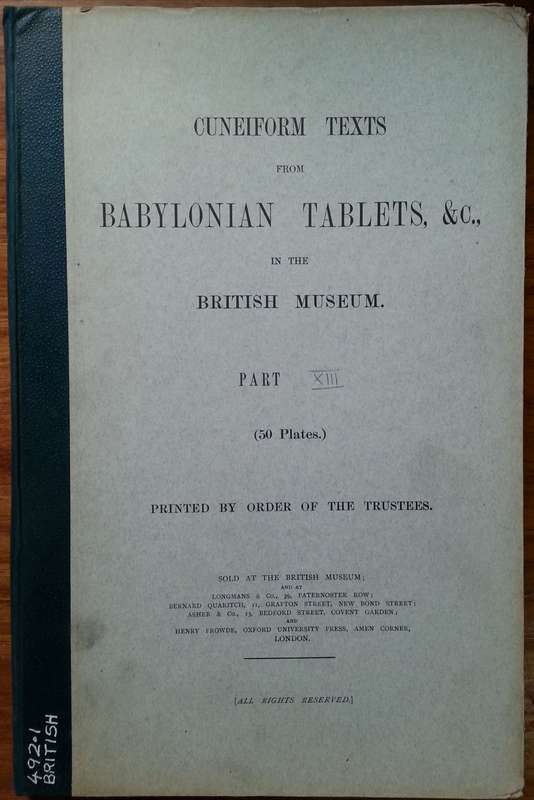 CUNEIFORM TEXTS
FROM
BABYLONIAN TABLETS, &C.,
IN THE
BRITISH MUSEUM.
PART XIII
(50 Plates.)
PRINTED BY ORDER OF THE TRUSTEES.
SOLD AT THE BRITISH MUSEUM;
AND AT
LONGMANS & CO., 39, PATERNOSTER ROW;
BERNARD QUARITCH, 11, GRAFTON STREET, NEW BOND STREET;
ASHER & CO., 13, BEDFORD STREET, COVENT GARDEN;
AND
HENRY FROWDE, OXFORD UNIVERSITY PRESS, AMEN CORNER,
LONDON.
[ALL RIGHTS RESERVED.]
492.1
BRITISH